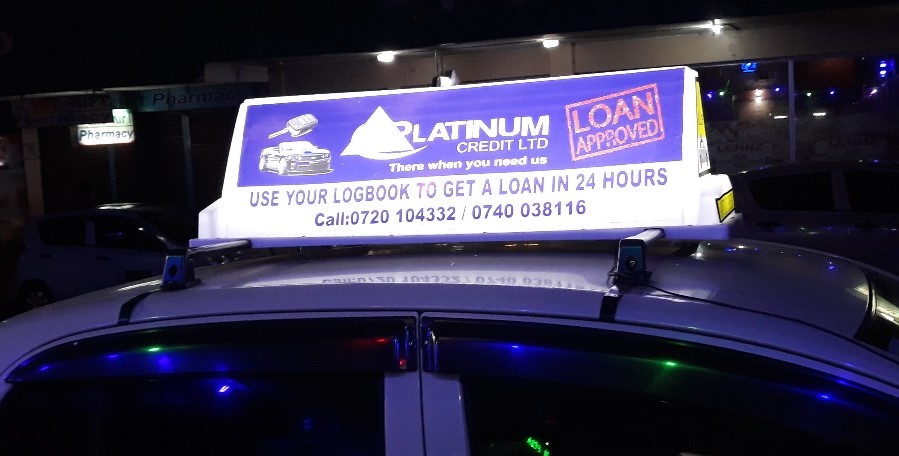 PLATINUM
CREDIT LTD
There when you need us
LOAN
APPROVED
USE YOUR LOGBOOK TO GET A LOAN IN 24 HOURS
Call:0720 104332 / 0740 038116
Pharmacy
Pharmacy